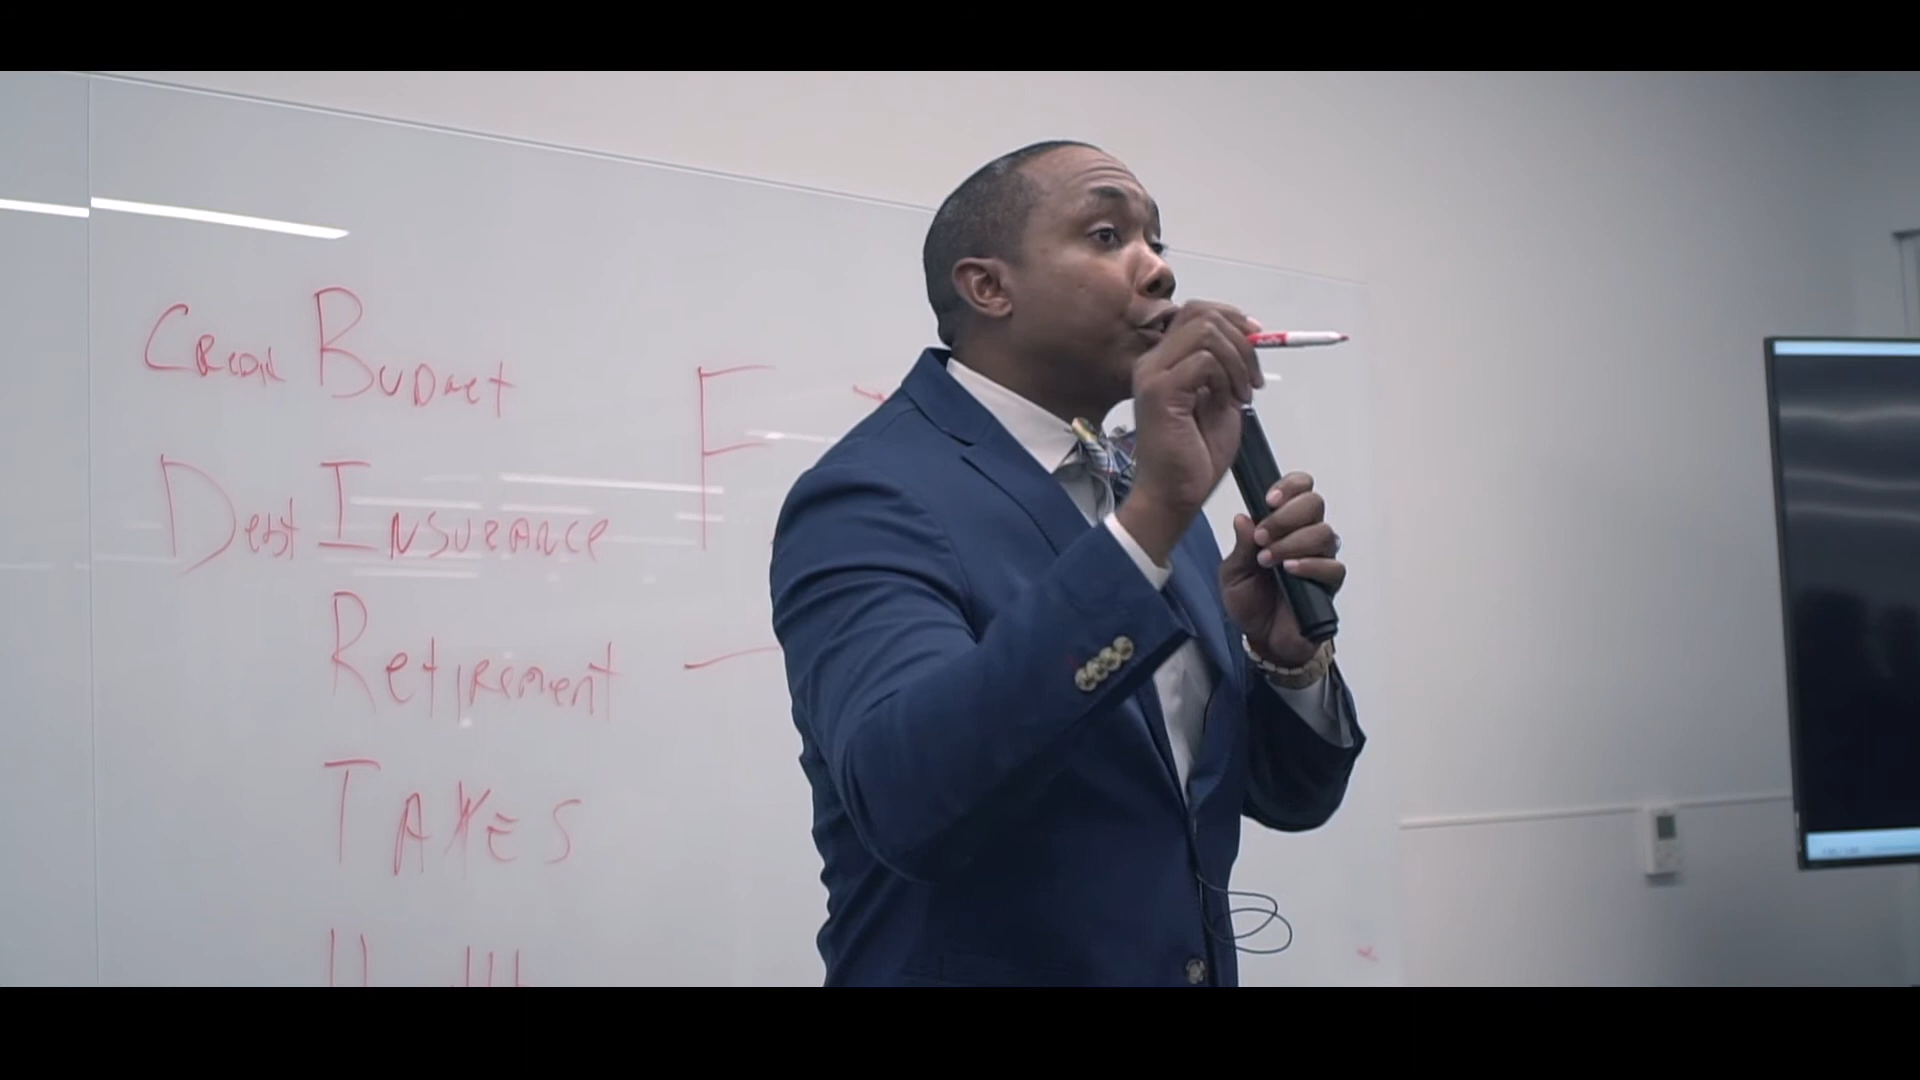 Credit Budget
Debt Insurance
Retirement
TAXES
F